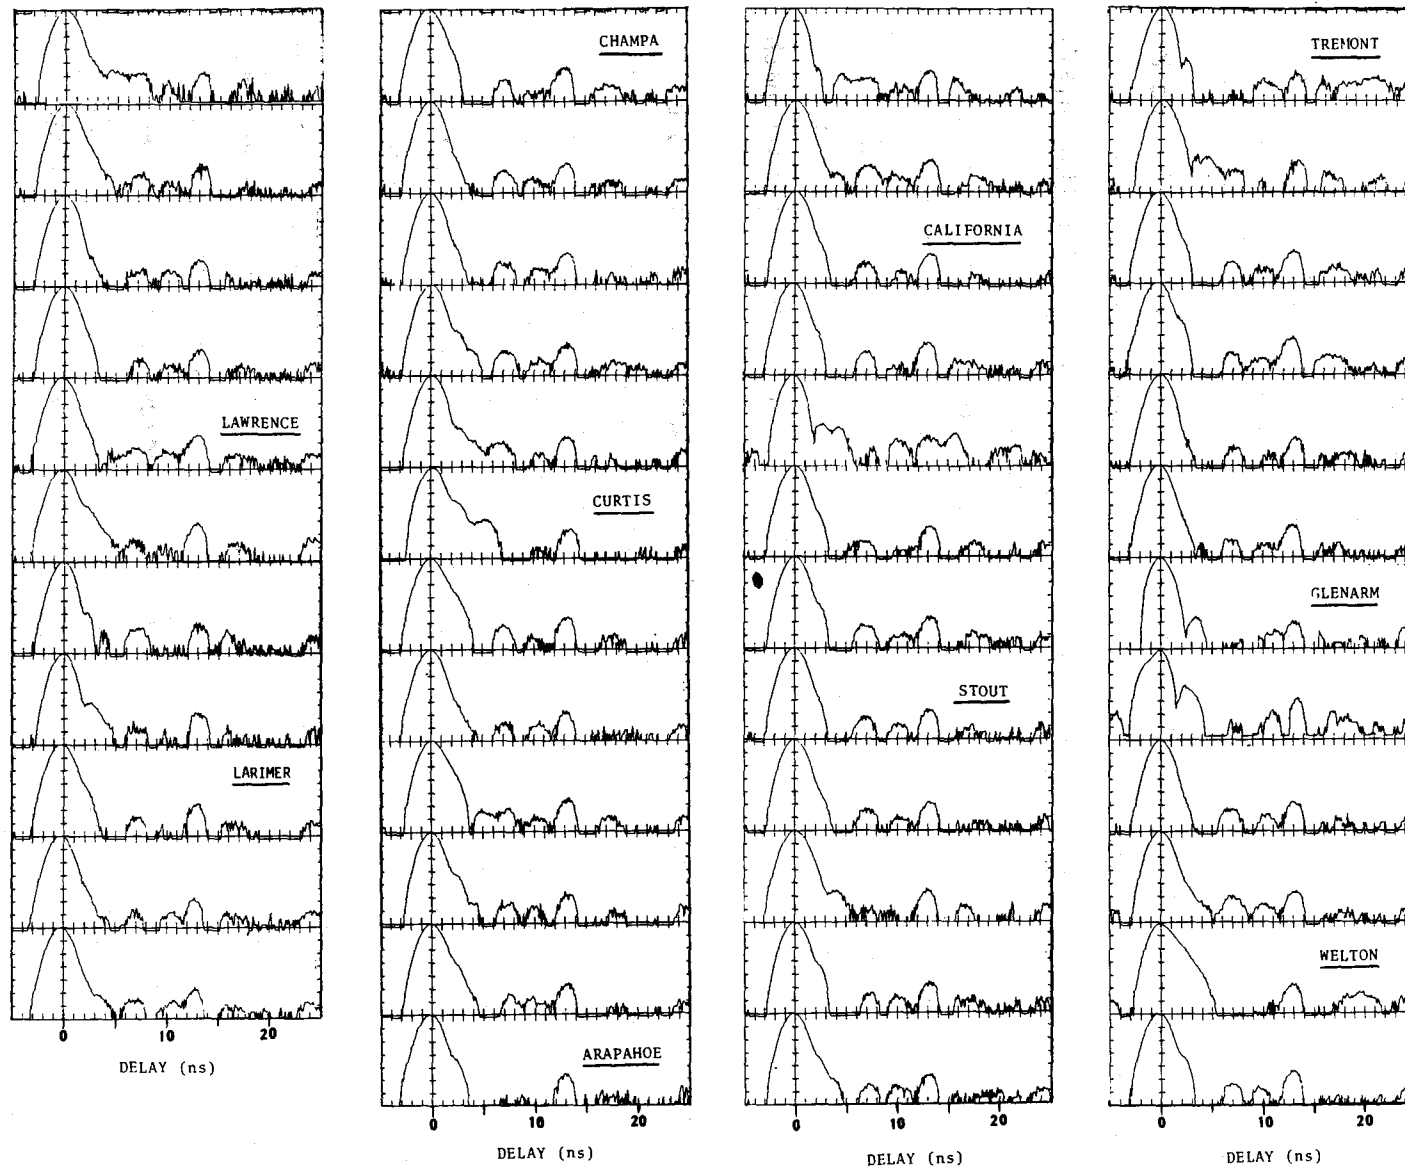 LAWRENCE
LARIMER
0 10 20
DELAY (ns)
CHAMPA
CURTIS
ARAPAHOE
0 10 20
DELAY (ns)
CALIFORNIA
STOUT
0 10 20
DELAY (ns)
TREMONT
GLENARM
WELTON
0 10 20
DELAY (ns)